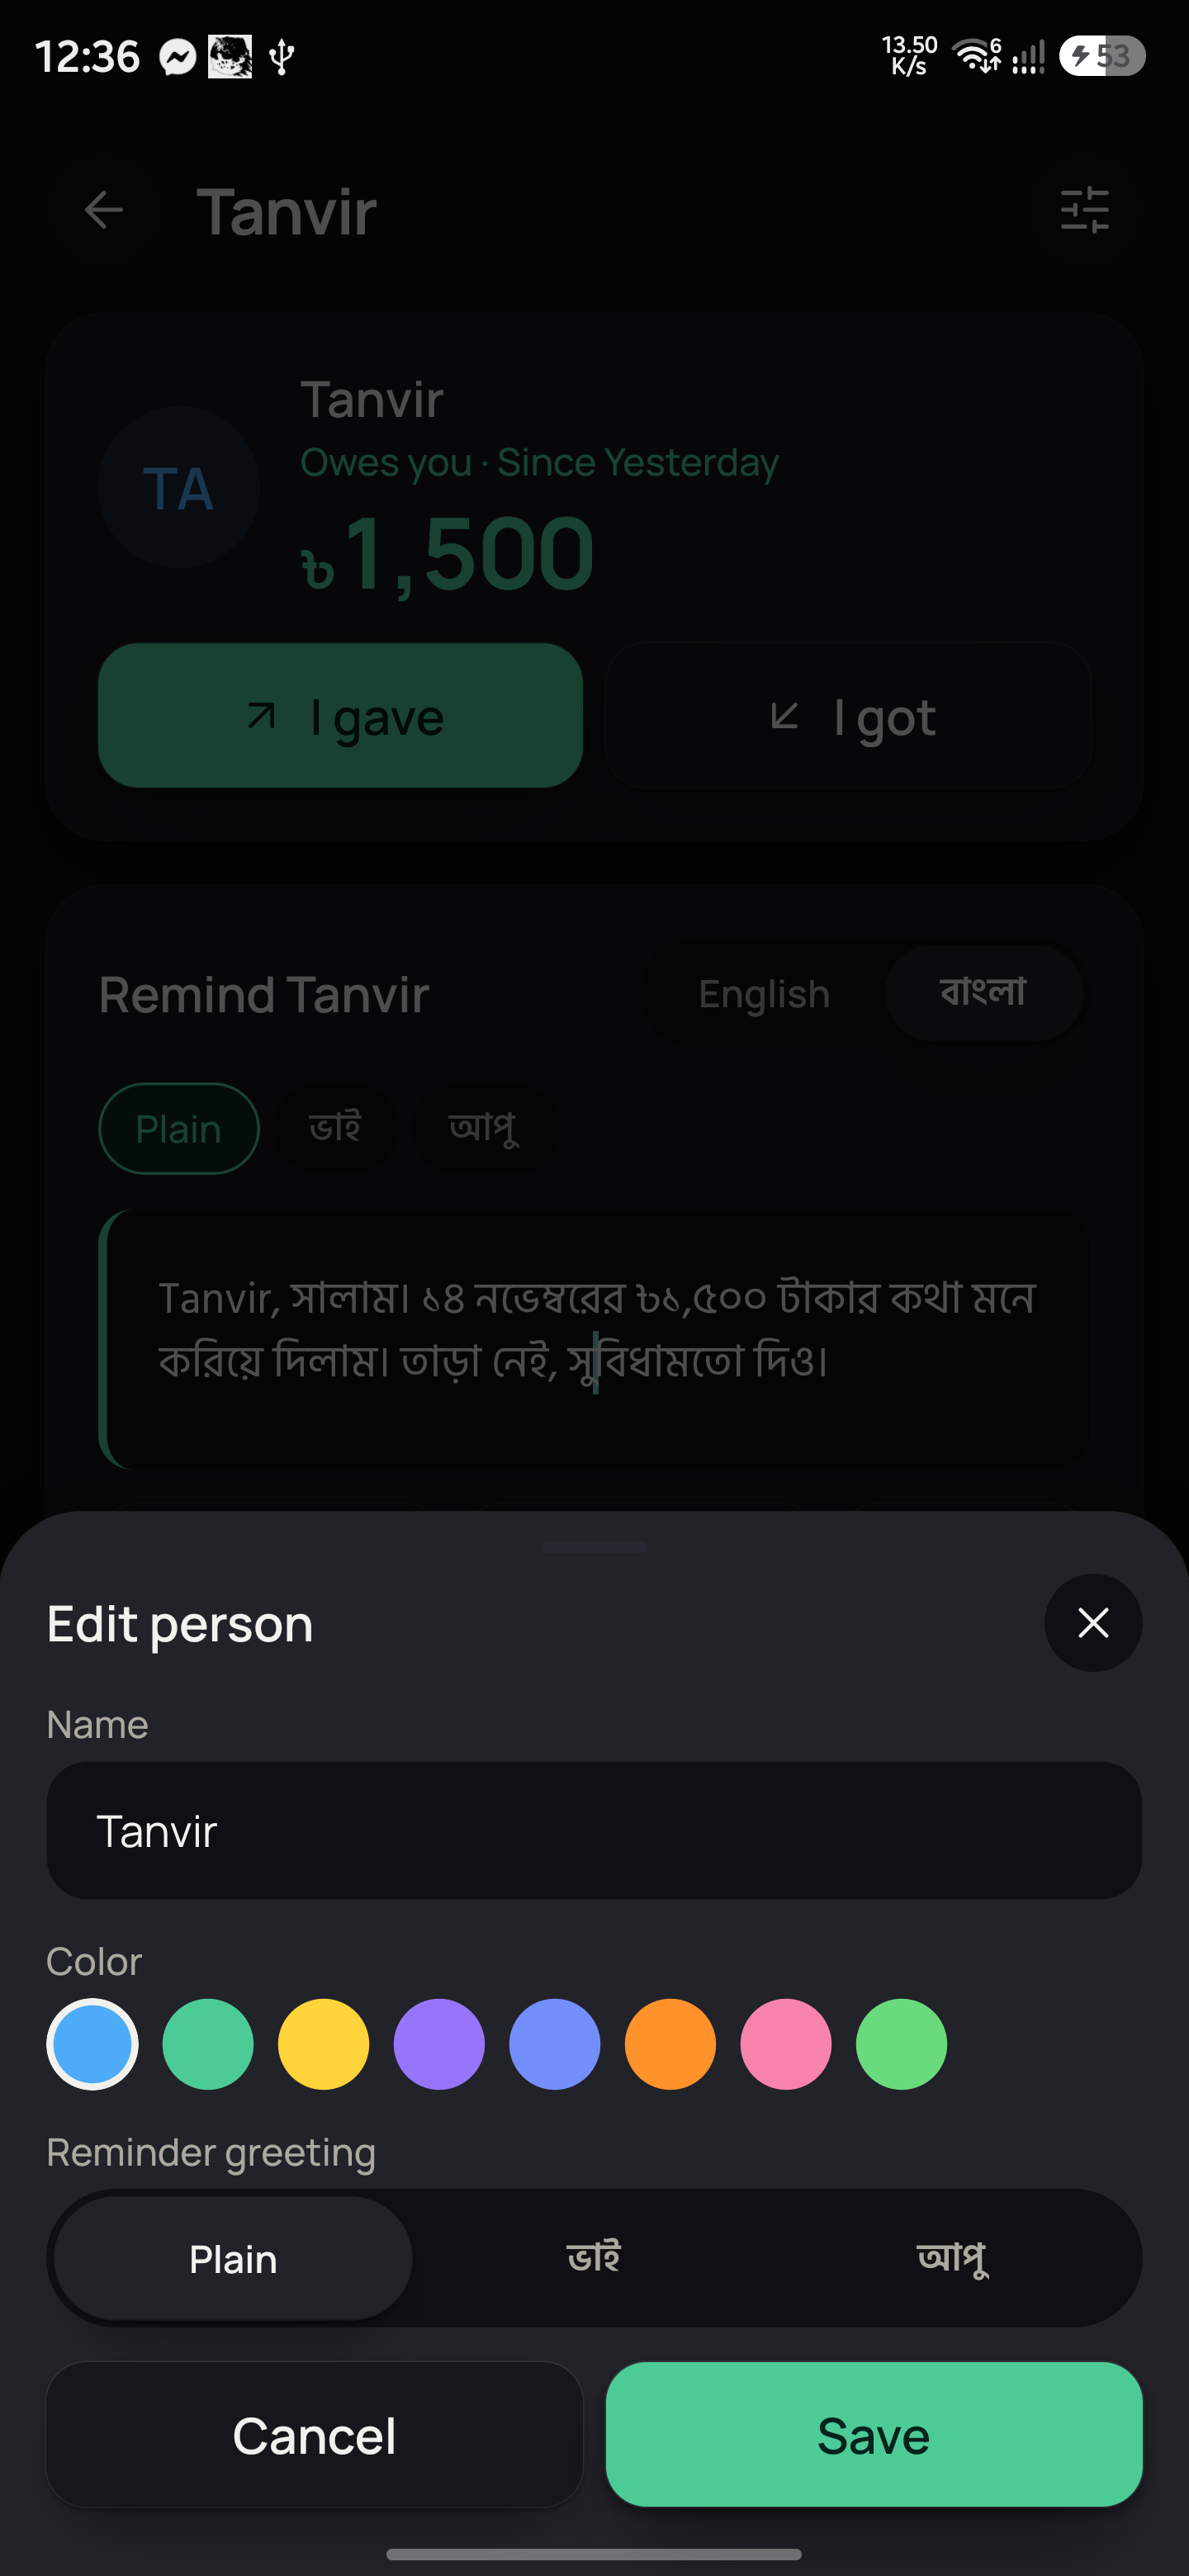 12:36
13.50 K/s
6
53
Tanvir
TA
Tanvir
Owes you · Since Yesterday
৳1,500
I gave
I got
Remind Tanvir
English
বাংলা
Plain
ভাই
আপু
Tanvir, সালাম। ১৪ নভেম্বরের ৳১,৫০০ টাকার কথা মনে
করিয়ে দিলাম। তাড়া নেই, সুবিধামতো দিও।
Edit person
Name
Tanvir
Color
Reminder greeting
Plain
ভাই
আপু
Cancel
Save